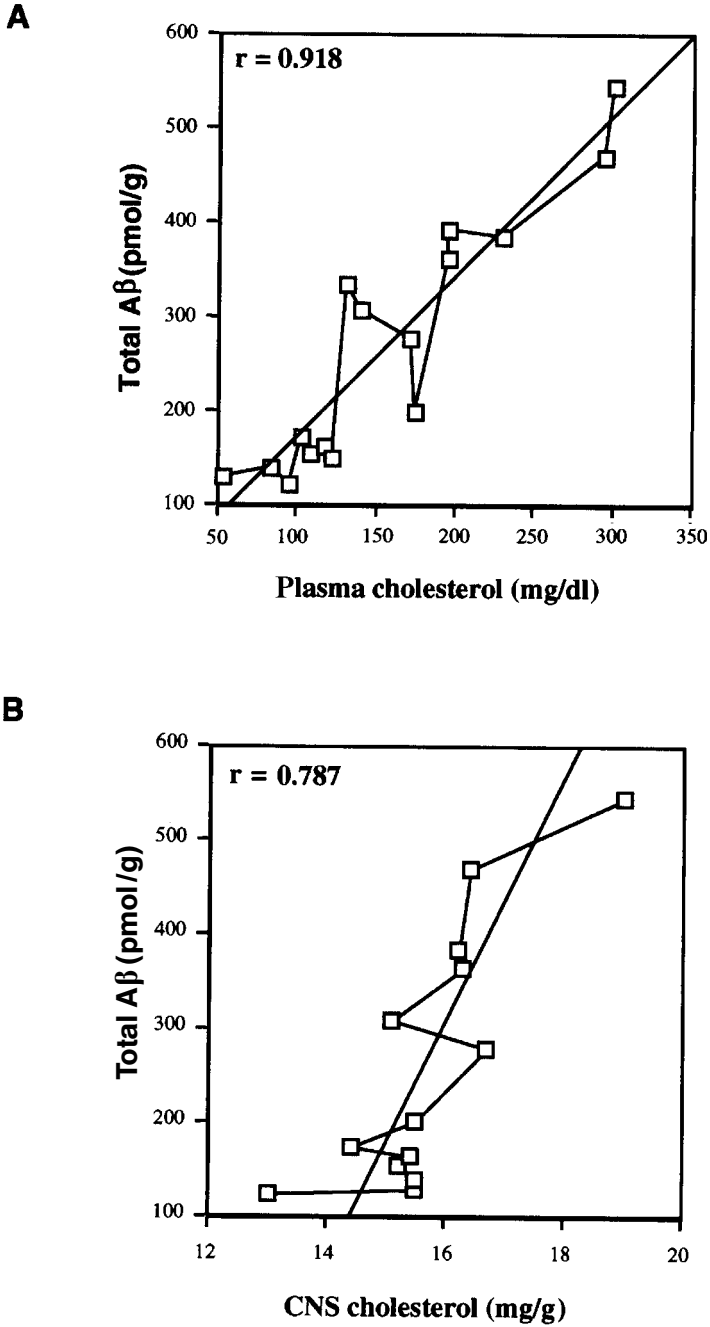 A
r = 0.918
600
500
400
300
200
100
Total Aβ(pmol/g)
50 100 150 200 250 300 350
Plasma cholesterol (mg/dl)
B
r = 0.787
600
500
400
300
200
100
Total Aβ(pmol/g)
12 14 16 18 20
CNS cholesterol (mg/g)